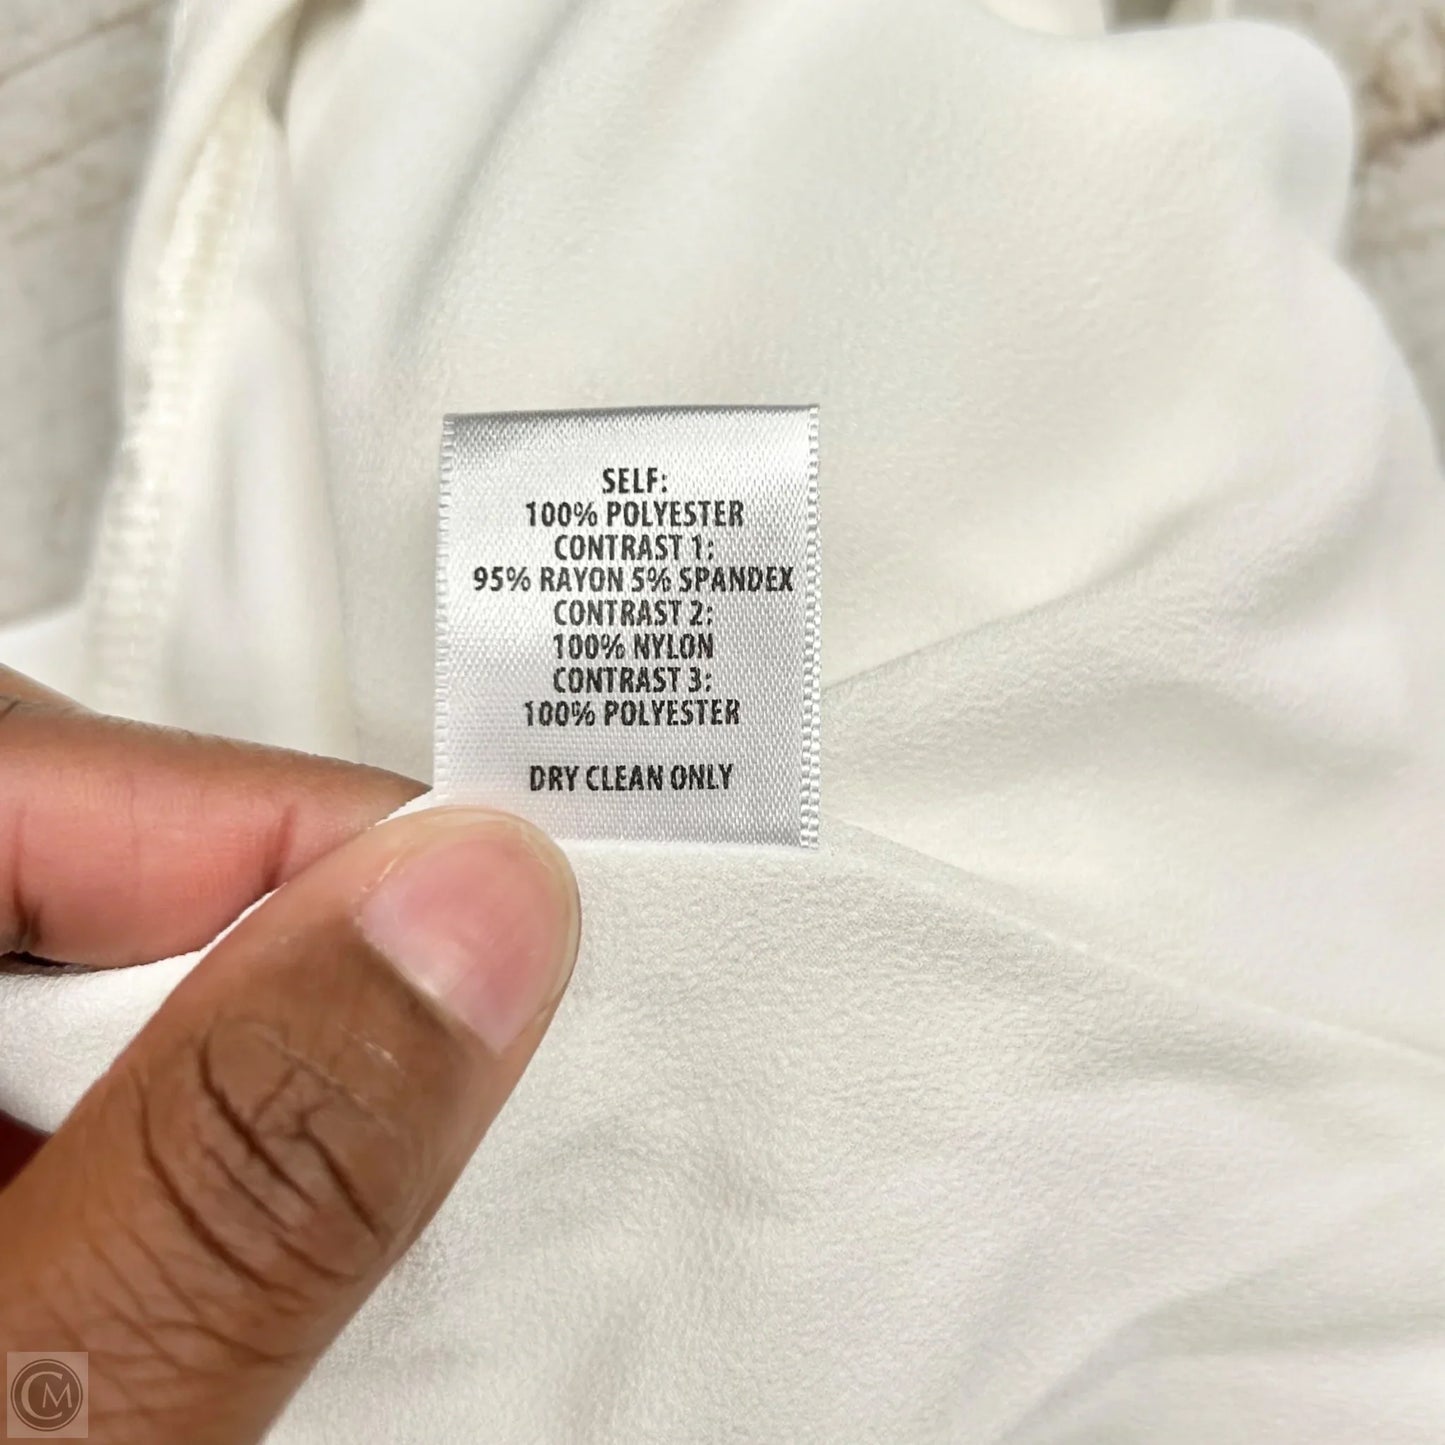 SELF:
100% POLYESTER
CONTRAST 1:
95% RAYON 5% SPANDEX
CONTRAST 2:
100% NYLON
CONTRAST 3:
100% POLYESTER
DRY CLEAN ONLY
CM